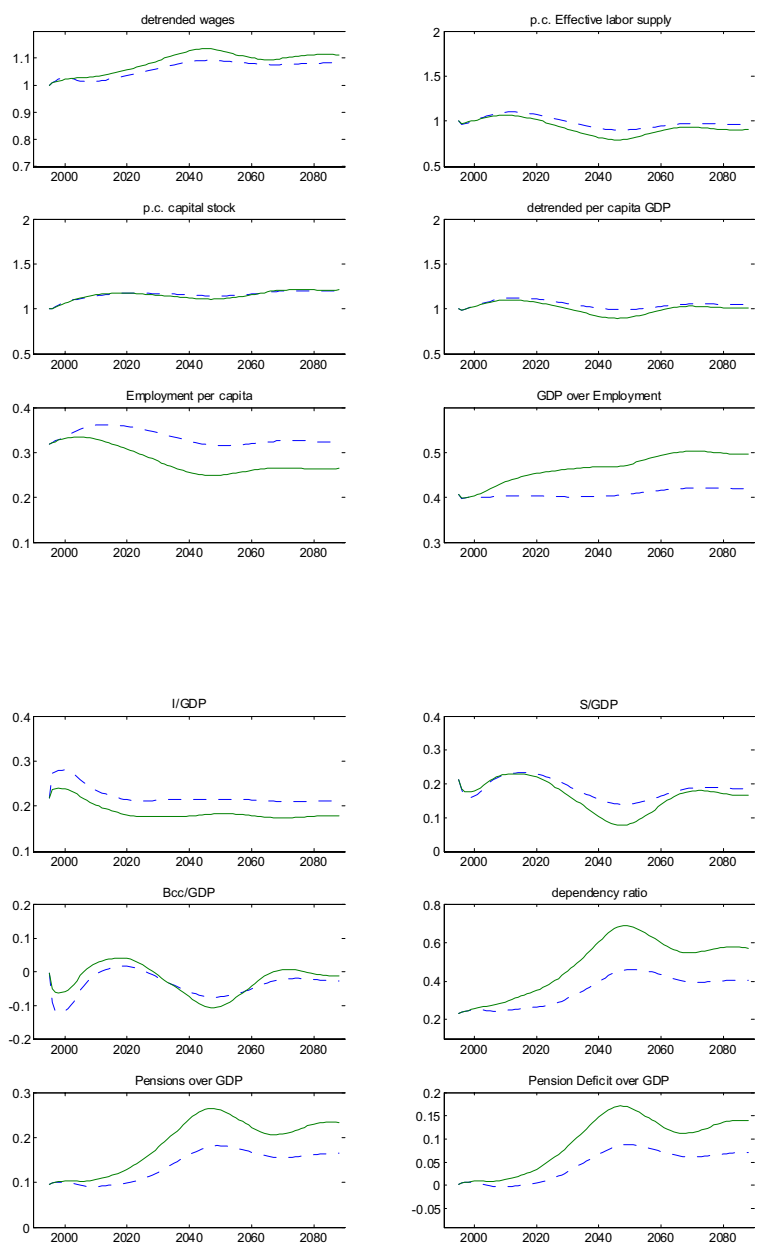 detrended wages
1.1
1
0.9
0.8
0.7
2000 2020 2040 2060 2080
p.c. Effective labor supply
2
1.5
1
0.5
2000 2020 2040 2060 2080
p.c. capital stock
2
1.5
1
0.5
2000 2020 2040 2060 2080
detrended per capita GDP
2
1.5
1
0.5
2000 2020 2040 2060 2080
Employment per capita
0.4
0.3
0.2
0.1
2000 2020 2040 2060 2080
GDP over Employment
0.5
0.4
0.3
2000 2020 2040 2060 2080
I/GDP
0.4
0.3
0.2
0.1
2000 2020 2040 2060 2080
S/GDP
0.4
0.3
0.2
0.1
0
2000 2020 2040 2060 2080
Bcc/GDP
0.2
0.1
0
-0.1
-0.2
2000 2020 2040 2060 2080
dependency ratio
0.8
0.6
0.4
0.2
2000 2020 2040 2060 2080
Pensions over GDP
0.3
0.2
0.1
0
2000 2020 2040 2060 2080
Pension Deficit over GDP
0.2
0.15
0.1
0.05
0
-0.05
2000 2020 2040 2060 2080